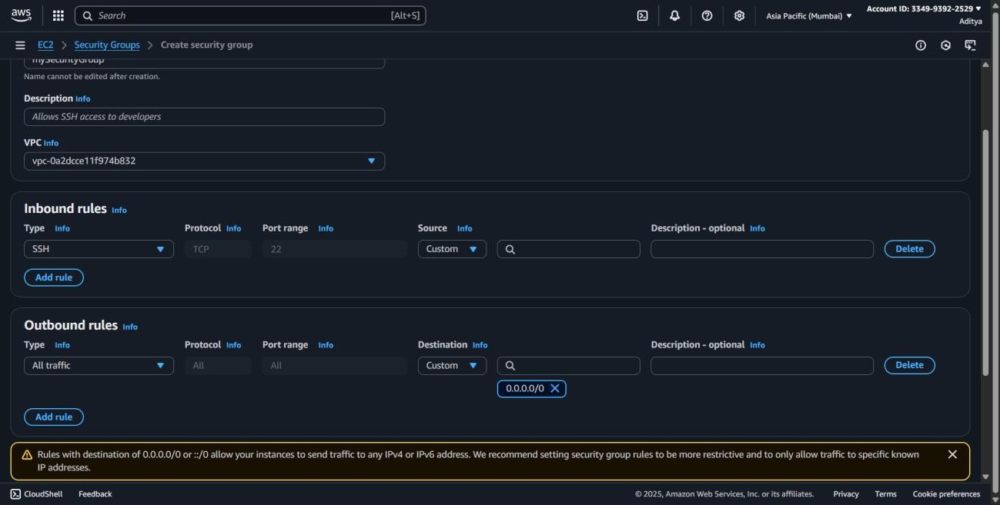 aws
Search [Alt+S]
Asia Pacific (Mumbai)
Account ID: 3349-9392-2529
Aditya
EC2 > Security Groups > Create security group
mySecurityGroup
Name cannot be edited after creation.
Description Info
Allows SSH access to developers
VPC Info
vpc-0a2dcce11f974b832
Inbound rules Info
Type Info Protocol Info Port range Info Source Info Description - optional Info
SSH TCP 22 Custom Delete
Add rule
Outbound rules Info
Type Info Protocol Info Port range Info Destination Info Description - optional Info
All traffic All All Custom Delete
0.0.0.0/0
Add rule
Rules with destination of 0.0.0.0/0 or ::/0 allow your instances to send traffic to any IPv4 or IPv6 address. We recommend setting security group rules to be more restrictive and to only allow traffic to specific known
IP addresses.
CloudShell Feedback © 2025, Amazon Web Services, Inc. or its affiliates. Privacy Terms Cookie preferences